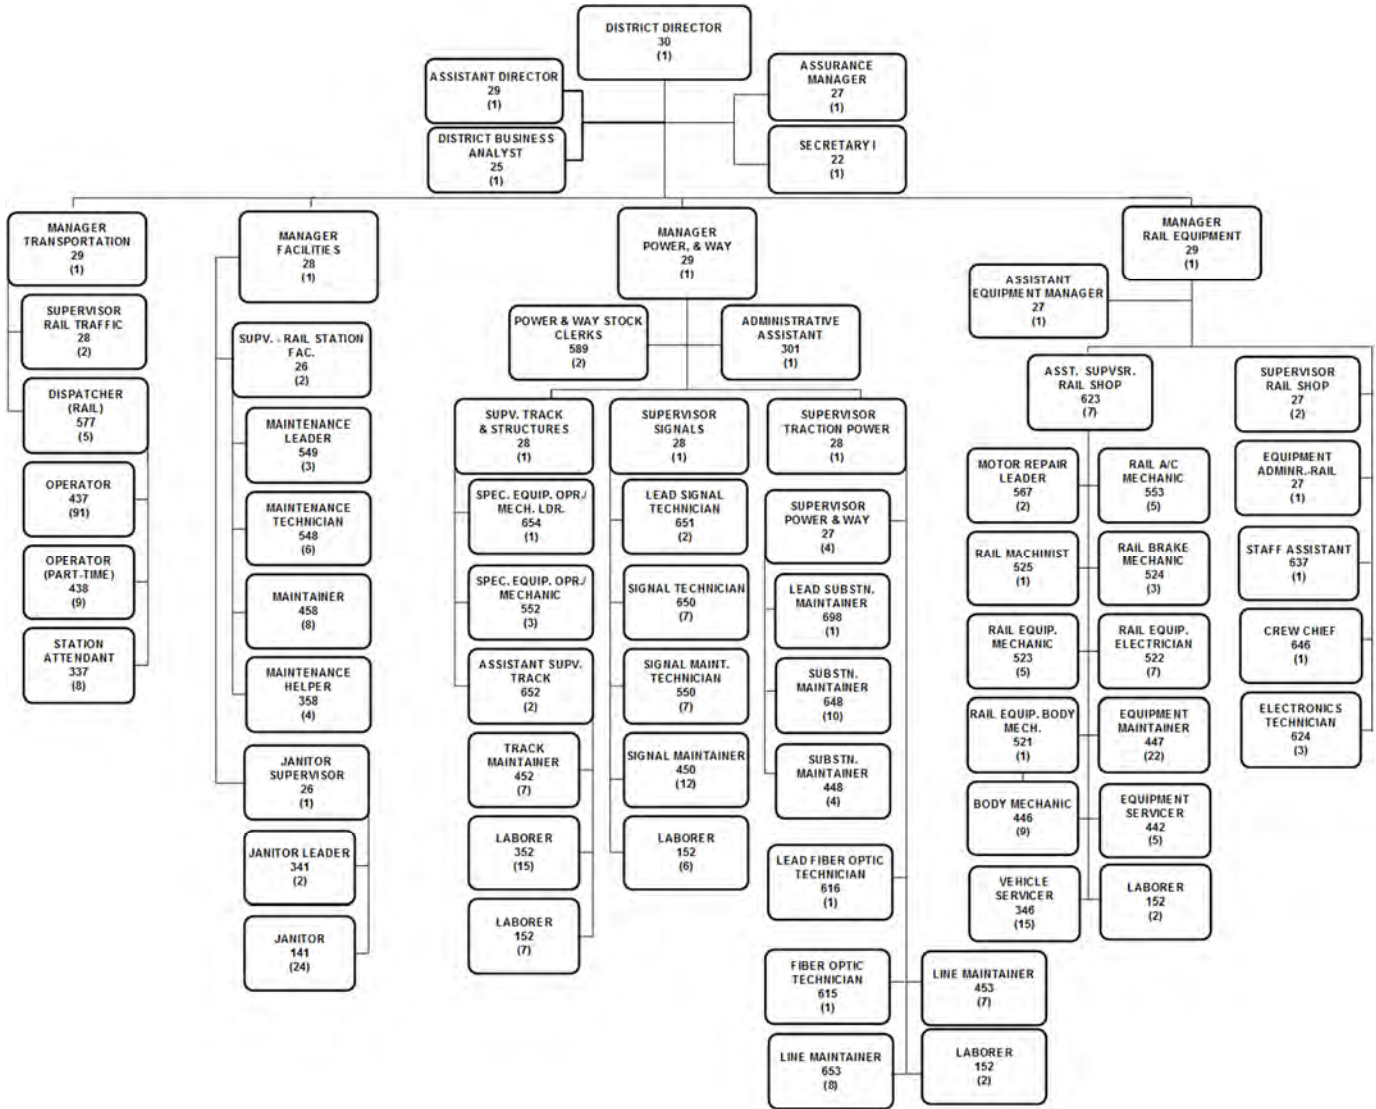 DISTRICT DIRECTOR
30
(1)
ASSISTANT DIRECTOR
29
(1)
ASSURANCE
MANAGER
27
(1)
DISTRICT BUSINESS
ANALYST
25
(1)
SECRETARY I
22
(1)
MANAGER
TRANSPORTATION
29
(1)
SUPERVISOR
RAIL TRAFFIC
28
(2)
DISPATCHER
(RAIL)
577
(5)
OPERATOR
437
(91)
OPERATOR
(PART-TIME)
438
(9)
STATION
ATTENDANT
337
(8)
MANAGER
FACILITIES
28
(1)
SUPV. - RAIL STATION
FAC.
26
(2)
MAINTENANCE
LEADER
549
(3)
MAINTENANCE
TECHNICIAN
548
(6)
MAINTAINER
458
(8)
MAINTENANCE
HELPER
358
(4)
JANITOR
SUPERVISOR
26
(1)
JANITOR LEADER
341
(2)
JANITOR
141
(24)
MANAGER
POWER, & WAY
29
(1)
POWER & WAY STOCK
CLERKS
589
(2)
ADMINISTRATIVE
ASSISTANT
301
(1)
SUPV. TRACK
& STRUCTURES
28
(1)
SPEC. EQUIP. OPR./
MECH. LDR.
654
(1)
SPEC. EQUIP. OPR./
MECHANIC
552
(3)
ASSISTANT SUPV.
TRACK
652
(2)
TRACK
MAINTAINER
452
(7)
LABORER
352
(15)
LABORER
152
(7)
SUPERVISOR
SIGNALS
28
(1)
LEAD SIGNAL
TECHNICIAN
651
(2)
SIGNAL TECHNICIAN
650
(7)
SIGNAL MAINT.
TECHNICIAN
550
(7)
SIGNAL MAINTAINER
450
(12)
LABORER
152
(6)
SUPERVISOR
TRACTION POWER
28
(1)
SUPERVISOR
POWER & WAY
27
(4)
LEAD SUBSTN.
MAINTAINER
698
(1)
SUBSTN.
MAINTAINER
648
(10)
SUBSTN.
MAINTAINER
448
(4)
LEAD FIBER OPTIC
TECHNICIAN
616
(1)
FIBER OPTIC
TECHNICIAN
615
(1)
LINE MAINTAINER
453
(7)
LINE MAINTAINER
653
(8)
LABORER
152
(2)
MANAGER
RAIL EQUIPMENT
29
(1)
ASSISTANT
EQUIPMENT MANAGER
27
(1)
ASST. SUPVSR.
RAIL SHOP
623
(7)
MOTOR REPAIR
LEADER
567
(2)
RAIL A/C
MECHANIC
553
(5)
RAIL MACHINIST
525
(1)
RAIL BRAKE
MECHANIC
524
(3)
RAIL EQUIP.
MECHANIC
523
(5)
RAIL EQUIP.
ELECTRICIAN
522
(7)
RAIL EQUIP. BODY
MECH.
521
(1)
EQUIPMENT
MAINTAINER
447
(22)
BODY MECHANIC
446
(9)
EQUIPMENT
SERVICER
442
(5)
VEHICLE
SERVICER
346
(15)
LABORER
152
(2)
SUPERVISOR
RAIL SHOP
27
(2)
EQUIPMENT
ADMINR.-RAIL
27
(1)
STAFF ASSISTANT
637
(1)
CREW CHIEF
646
(1)
ELECTRONICS
TECHNICIAN
624
(3)